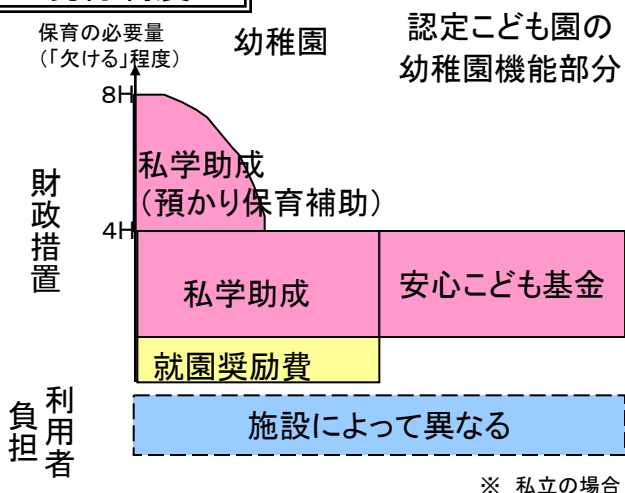 保育の必要量
（「欠ける」程度）
幼稚園
認定こども園の
幼稚園機能部分
8H
私学助成
（預かり保育補助）
4H
財政措置
私学助成
安心こども基金
就園奨励費
利用者
負担
施設によって異なる
※ 私立の場合